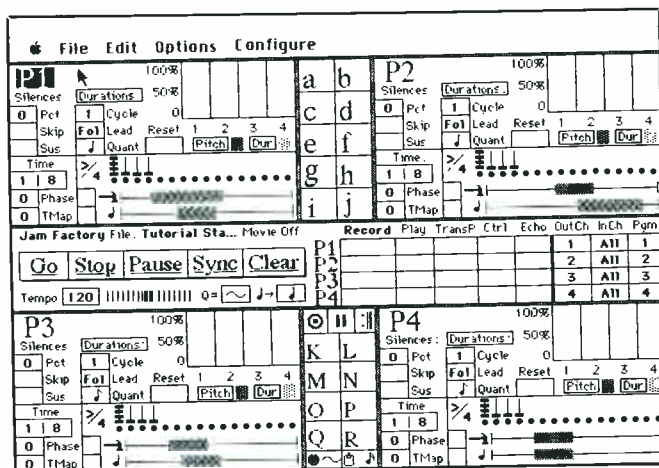 File Edit Options Configure
P1
100%
Silences
Durations:
50%
0 Pct
1 Cycle
0
Skip
Fol Lead
Reset
1 2 3 4
Sus
Quant
Pitch
Dur
Time
1 8
>/4
0 Phase
0 TMap
a b
c d
e f
g h
i j
P2
100%
Silences
Durations:
50%
0 Pct
1 Cycle
0
Skip
Fol Lead
Reset
1 2 3 4
Sus
Quant
Pitch
Dur
Time
1 8
>/4
0 Phase
0 TMap
Jam Factory File. Tutorial Sta... Movie Off
Go Stop Pause Sync Clear
Tempo 120 Q=
Record Play TransP Ctrl Echo OutCh InCh Pgm
P1 1 All 1
P2 2 All 2
P3 3 All 3
P4 4 All 4
P3
100%
Silences
Durations:
50%
0 Pct
1 Cycle
0
Skip
Fol Lead
Reset
1 2 3 4
Sus
Quant
Pitch
Dur
Time
1 8
>/4
0 Phase
0 TMap
K L
M N
O P
Q R
P4
100%
Silences:
Durations:
50%
0 Pct
1 Cycle
0
Skip
Fol Lead
Reset
1 2 3 4
Sus
Quant
Pitch
Dur
Time
1 8
>/4
0 Phase
0 TMap